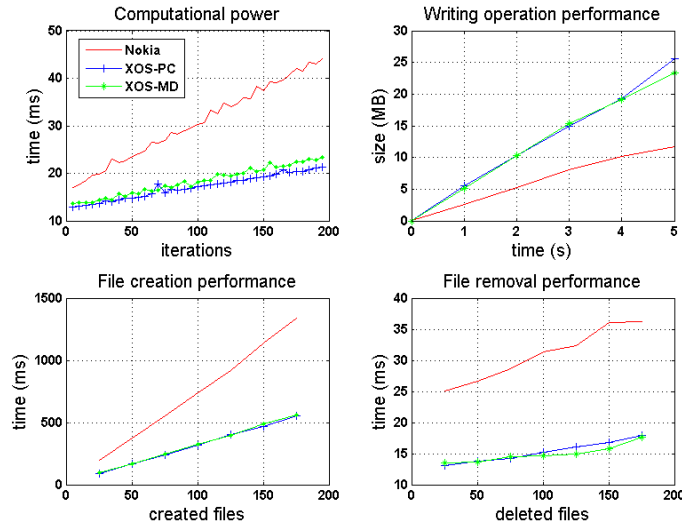 Computational power
50
40
30
20
10
time (ms)
Nokia
XOS-PC
XOS-MD
0 50 100 150 200
iterations
Writing operation performance
30
25
20
15
10
5
0
size (MB)
0 1 2 3 4 5
time (s)
File creation performance
1500
1000
500
0
time (ms)
0 50 100 150 200
created files
File removal performance
40
35
30
25
20
15
10
time (ms)
0 50 100 150 200
deleted files